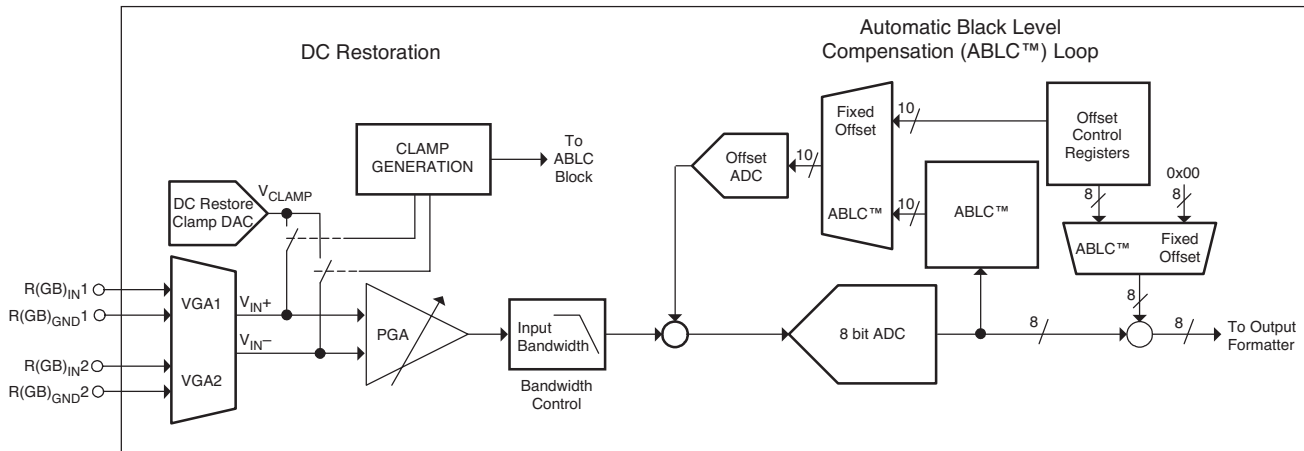 DC Restoration
Automatic Black Level
Compensation (ABLC™) Loop
CLAMP
GENERATION
To
ABLC
Block
DC Restore
Clamp DAC
V_CLAMP
R(GB)_IN1
R(GB)_GND1
R(GB)_IN2
R(GB)_GND2
VGA1
VGA2
V_IN+
V_IN−
PGA
Input
Bandwidth
Bandwidth
Control
Offset
ADC
10
Fixed
Offset
ABLC™
10
10
ABLC™
Offset
Control
Registers
8
0x00
8
ABLC™
Fixed
Offset
8
8 bit ADC
8
8
To Output
Formatter